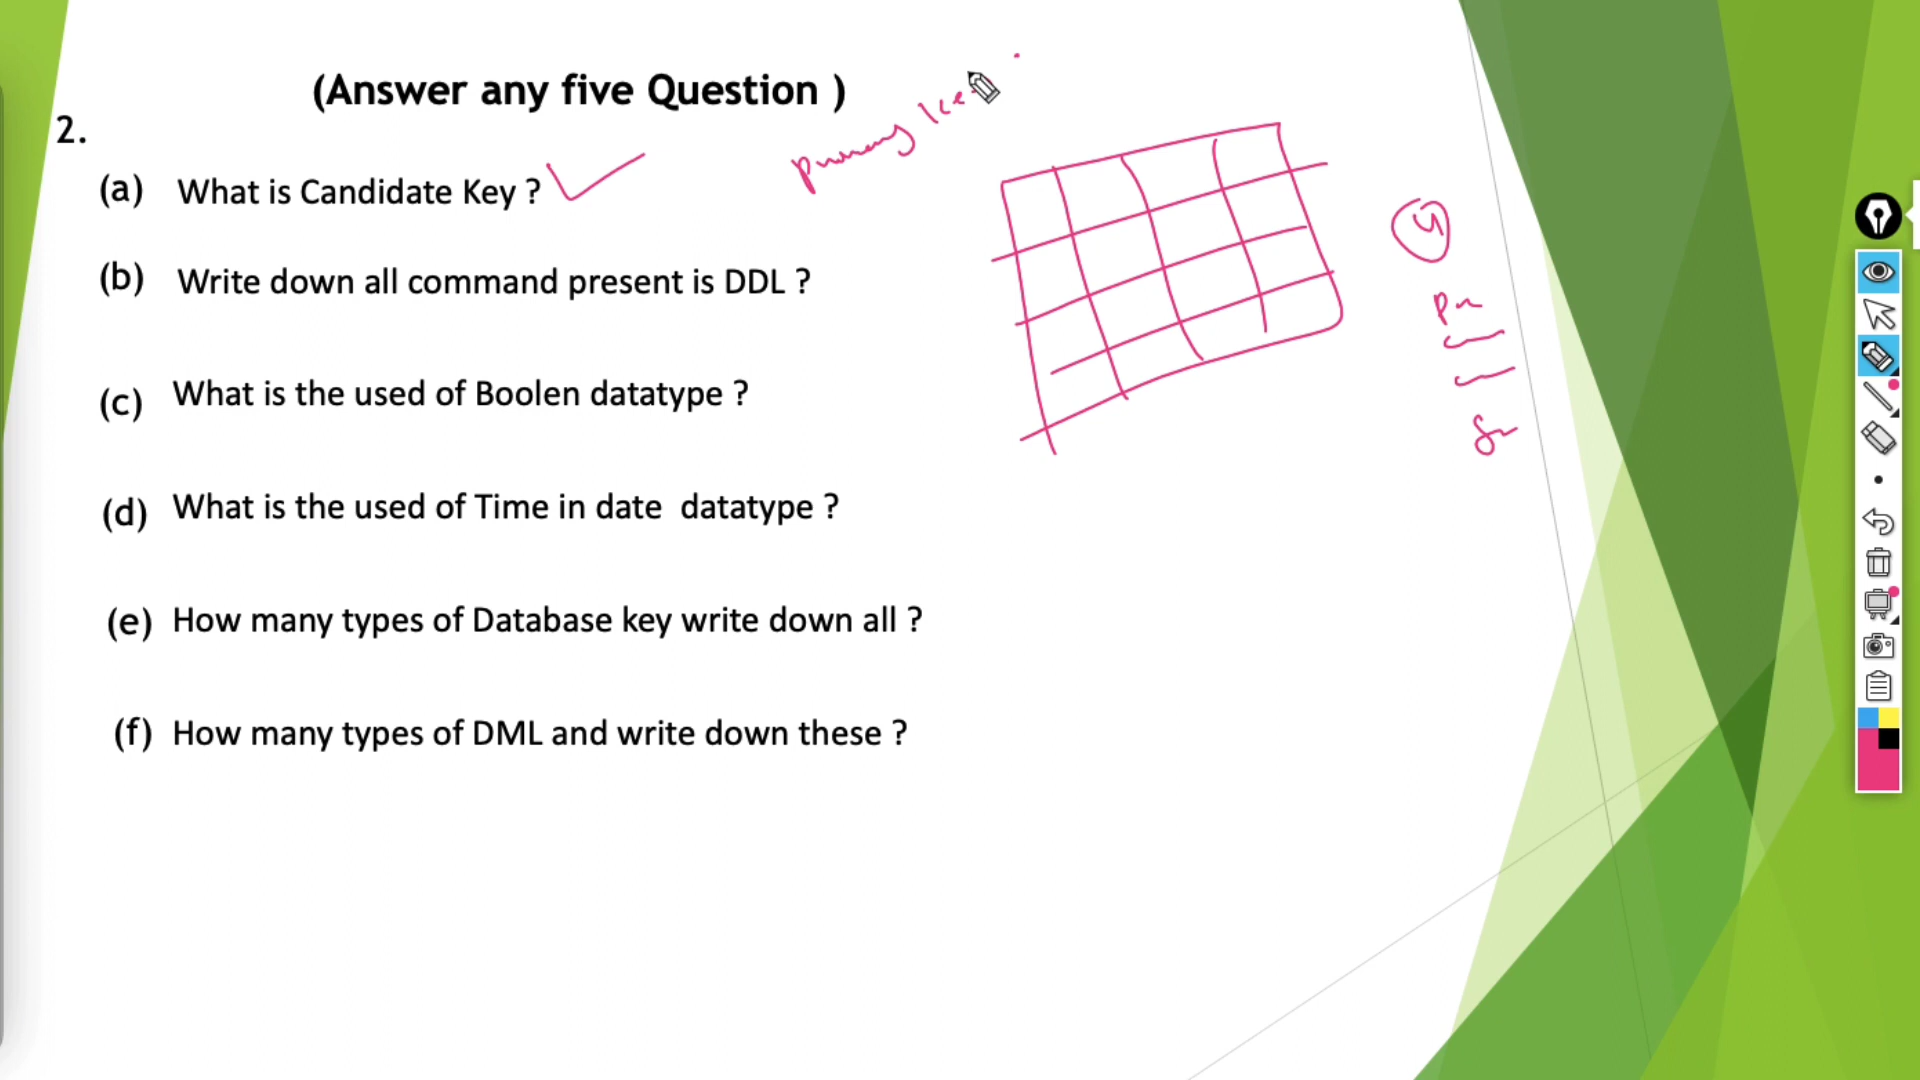 (Answer any five Question )
2.
(a) What is Candidate Key ?
(b) Write down all command present is DDL ?
(c) What is the used of Boolen datatype ?
(d) What is the used of Time in date datatype ?
(e) How many types of Database key write down all ?
(f) How many types of DML and write down these ?
primary